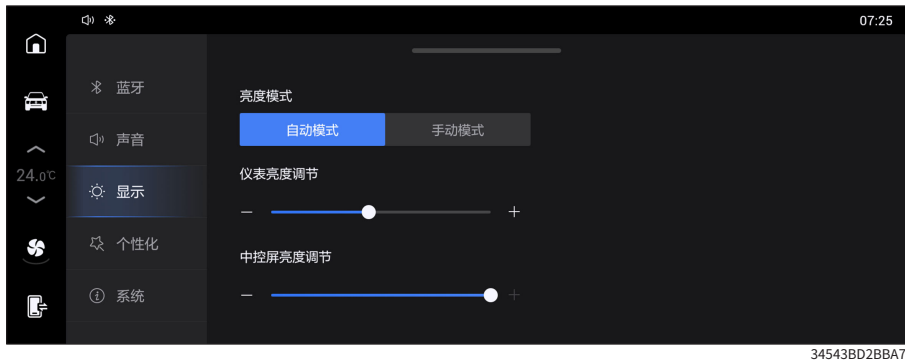 07:25
蓝牙
亮度模式
自动模式 手动模式
声音
24.0℃
仪表亮度调节
显示
个性化
中控屏亮度调节
系统
34543BD2BBA7